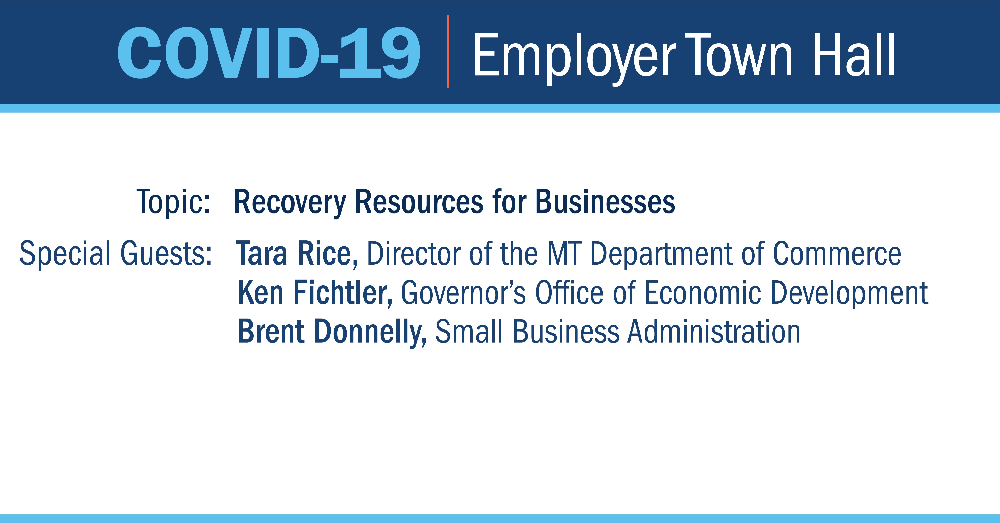 COVID-19 | Employer Town Hall
Topic: Recovery Resources for Businesses
Special Guests: Tara Rice, Director of the MT Department of Commerce
Ken Fichtler, Governor’s Office of Economic Development
Brent Donnelly, Small Business Administration